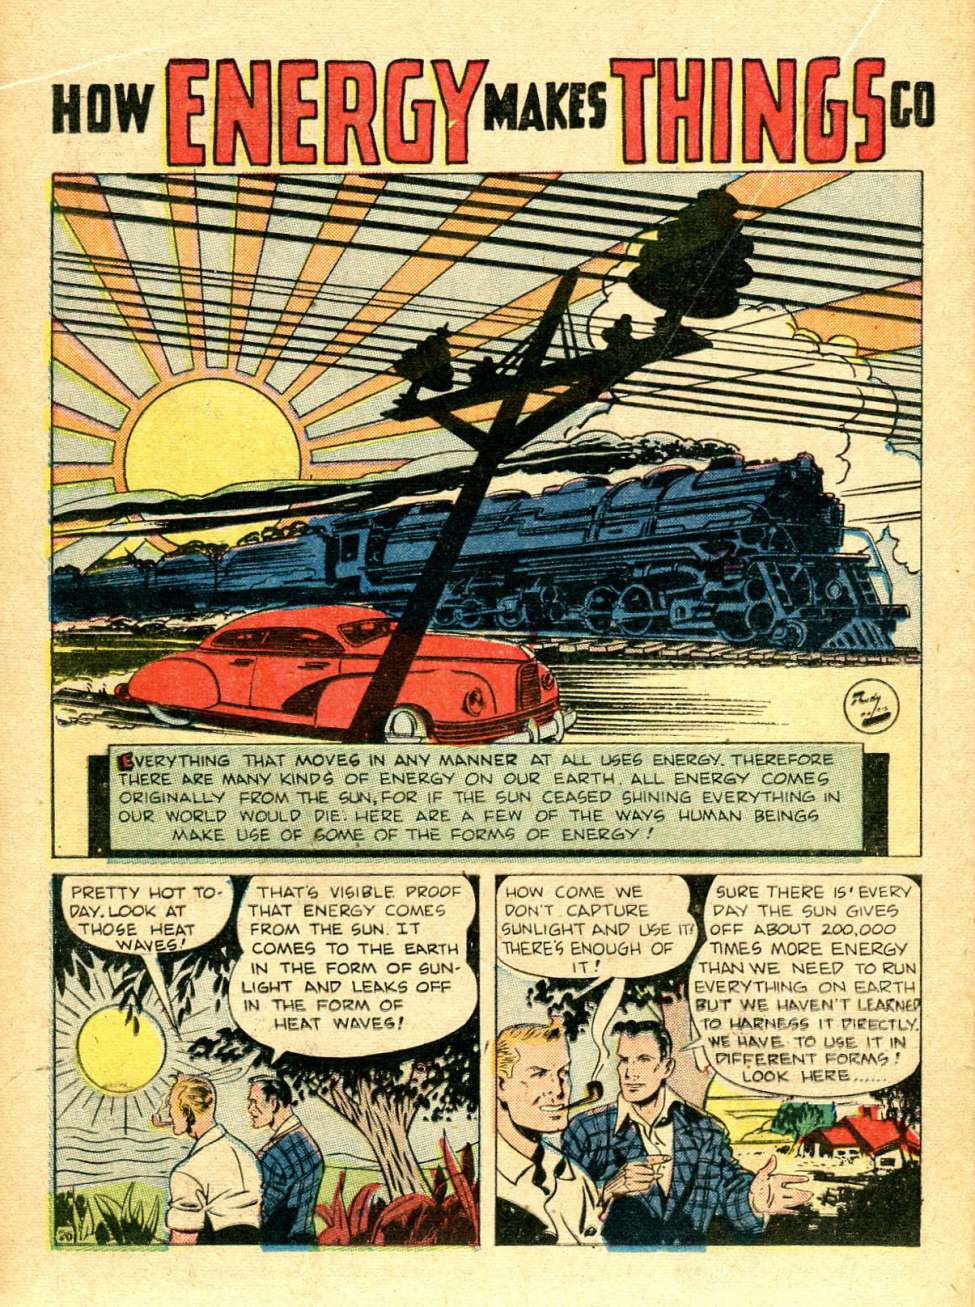 HOW ENERGY MAKES THINGS GO
EVERYTHING THAT MOVES IN ANY MANNER AT ALL USES ENERGY. THEREFORE
THERE ARE MANY KINDS OF ENERGY ON OUR EARTH. ALL ENERGY COMES
ORIGINALLY FROM THE SUN, FOR IF THE SUN CEASED SHINING EVERYTHING IN
OUR WORLD WOULD DIE. HERE ARE A FEW OF THE WAYS HUMAN BEINGS
MAKE USE OF SOME OF THE FORMS OF ENERGY!
PRETTY HOT TO-
DAY. LOOK AT
THOSE HEAT
WAVES!
THAT'S VISIBLE PROOF
THAT ENERGY COMES
FROM THE SUN. IT
COMES TO THE EARTH
IN THE FORM OF SUN-
LIGHT AND LEAKS OFF
IN THE FORM OF
HEAT WAVES!
20
HOW COME WE
DON'T CAPTURE
SUNLIGHT AND USE IT?
THERE'S ENOUGH OF
IT!
SURE THERE IS! EVERY
DAY THE SUN GIVES
OFF ABOUT 200,000
TIMES MORE ENERGY
THAN WE NEED TO RUN
EVERYTHING ON EARTH
BUT WE HAVEN'T LEARNED
TO HARNESS IT DIRECTLY.
WE HAVE TO USE IT IN
DIFFERENT FORMS!
LOOK HERE......